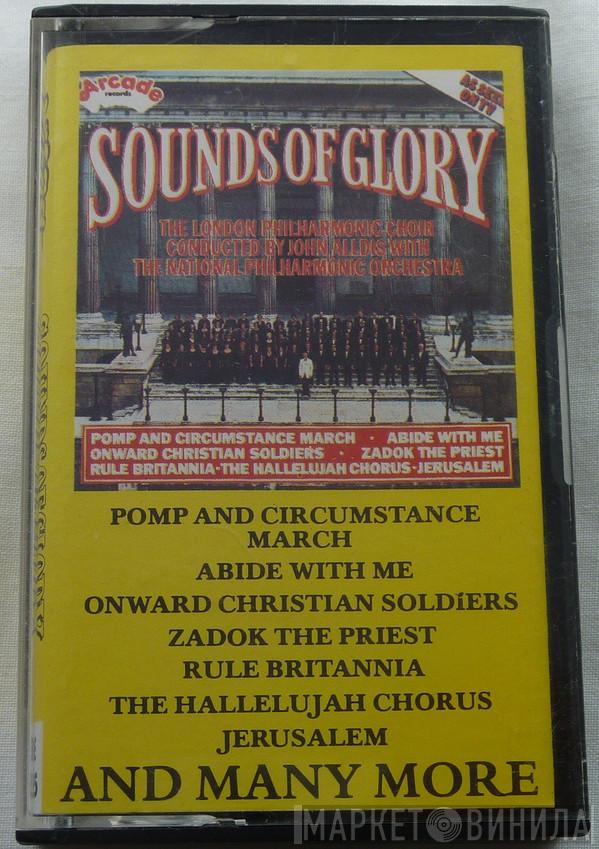 Arcade
records
AS SEEN
ON TV
SOUNDS OF GLORY
THE LONDON PHILHARMONIC CHOIR
CONDUCTED BY JOHN ALLDIS WITH
THE NATIONAL PHILHARMONIC ORCHESTRA
POMP AND CIRCUMSTANCE MARCH · ABIDE WITH ME
ONWARD CHRISTIAN SOLDIERS · ZADOK THE PRIEST
RULE BRITANNIA-THE HALLELUJAH CHORUS-JERUSALEM
POMP AND CIRCUMSTANCE
MARCH
ABIDE WITH ME
ONWARD CHRISTIAN SOLDiERS
ZADOK THE PRIEST
RULE BRITANNIA
THE HALLELUJAH CHORUS
JERUSALEM
AND MANY MORE
МАРКЕТ ВИНИЛА